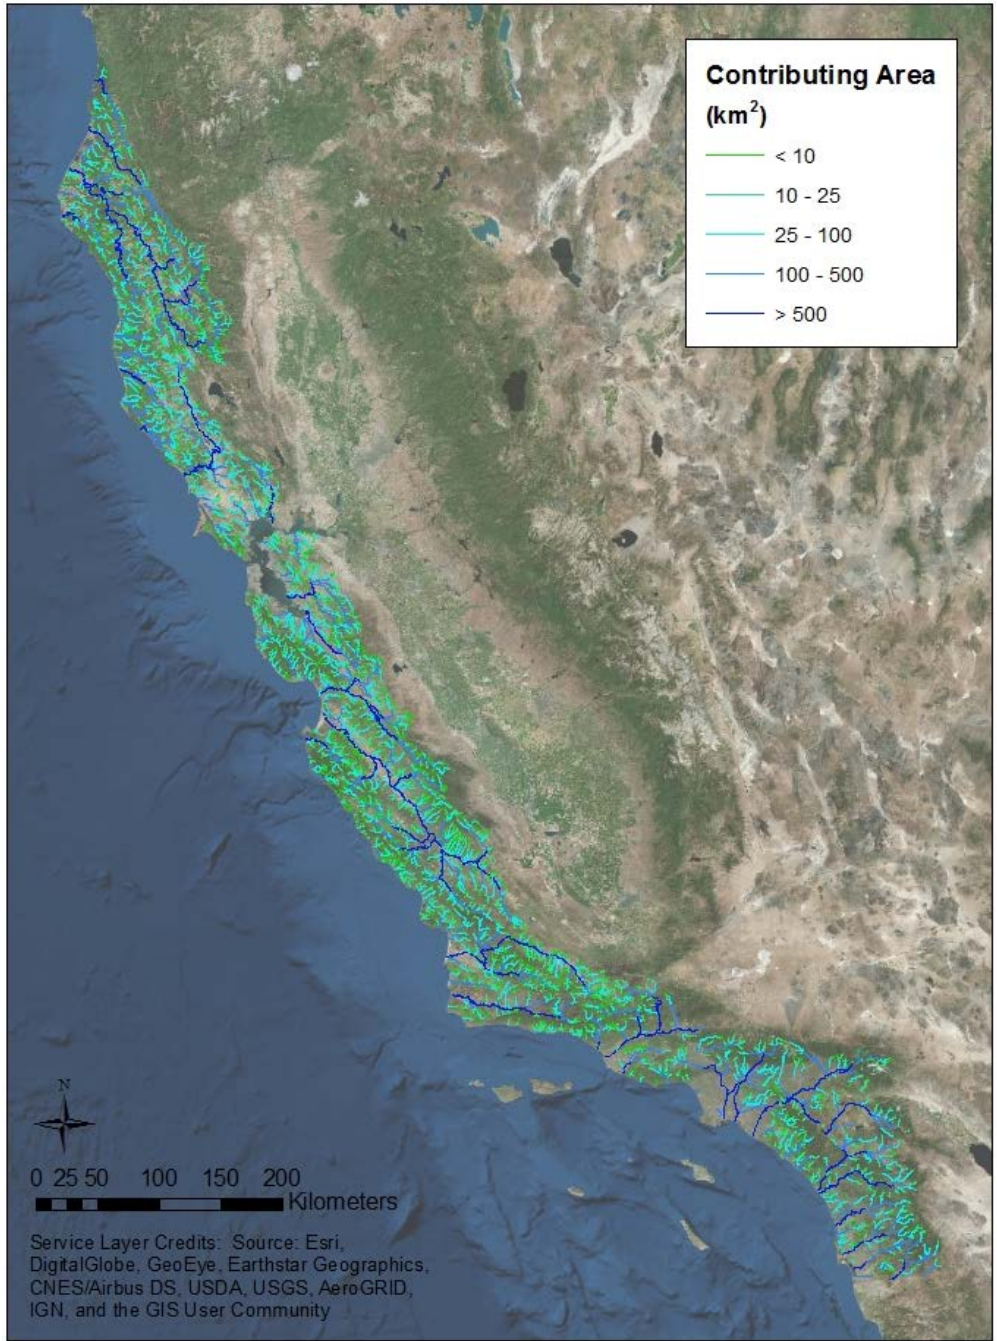 Contributing Area
(km²)
< 10
10 - 25
25 - 100
100 - 500
> 500
N
0 25 50 100 150 200
Kilometers
Service Layer Credits: Source: Esri,
DigitalGlobe, GeoEye, Earthstar Geographics,
CNES/Airbus DS, USDA, USGS, AeroGRID,
IGN, and the GIS User Community